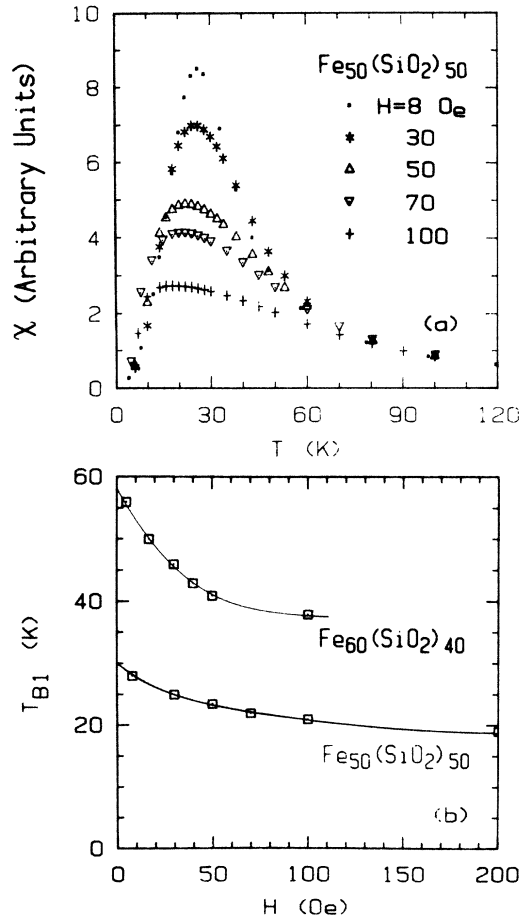 (a)
χ (Arbitrary Units)
10
8
6
4
2
0
Fe50(SiO2)50
H=8 Oe
30
50
70
100
0 30 60 90 120
T (K)
(b)
T_B1 (K)
60
40
20
0
Fe60(SiO2)40
Fe50(SiO2)50
0 50 100 150 200
H (Oe)